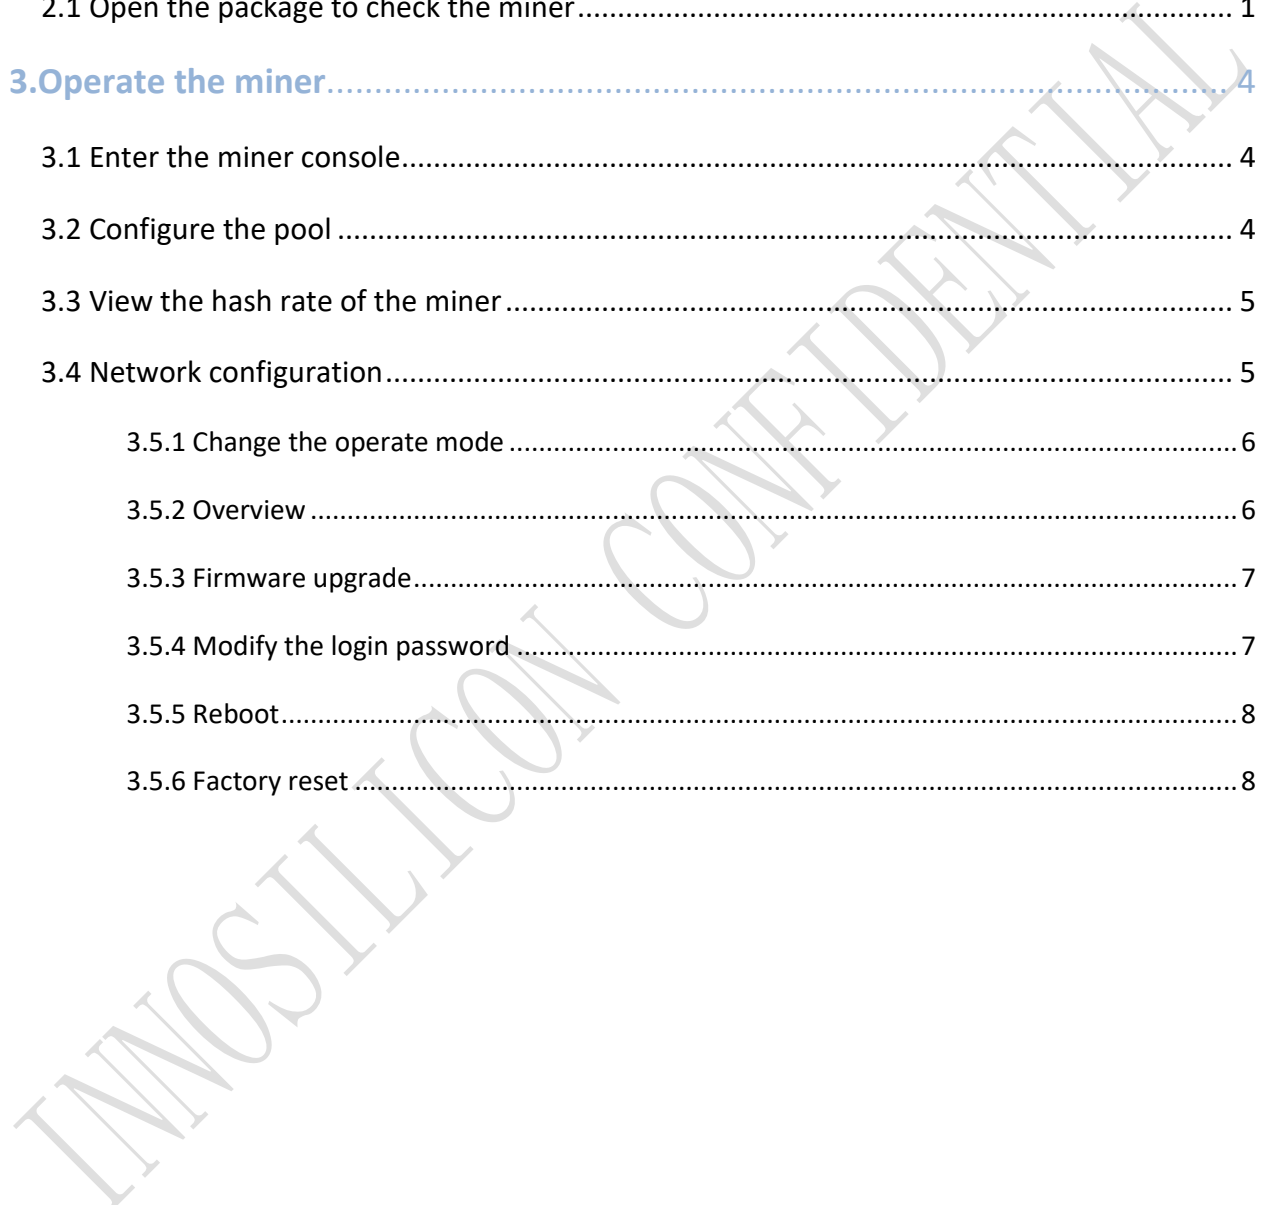 2.1 Open the package to check the miner........................................................................................ 1
3.Operate the miner................................................................................................ 4
3.1 Enter the miner console................................................................................................ 4
3.2 Configure the pool ................................................................................................ 4
3.3 View the hash rate of the miner ................................................................................................ 5
3.4 Network configuration................................................................................................ 5
3.5.1 Change the operate mode ................................................................................................ 6
3.5.2 Overview ................................................................................................ 6
3.5.3 Firmware upgrade................................................................................................ 7
3.5.4 Modify the login password ................................................................................................ 7
3.5.5 Reboot................................................................................................ 8
3.5.6 Factory reset ................................................................................................ 8
INNOSILICON CONFIDENTIAL